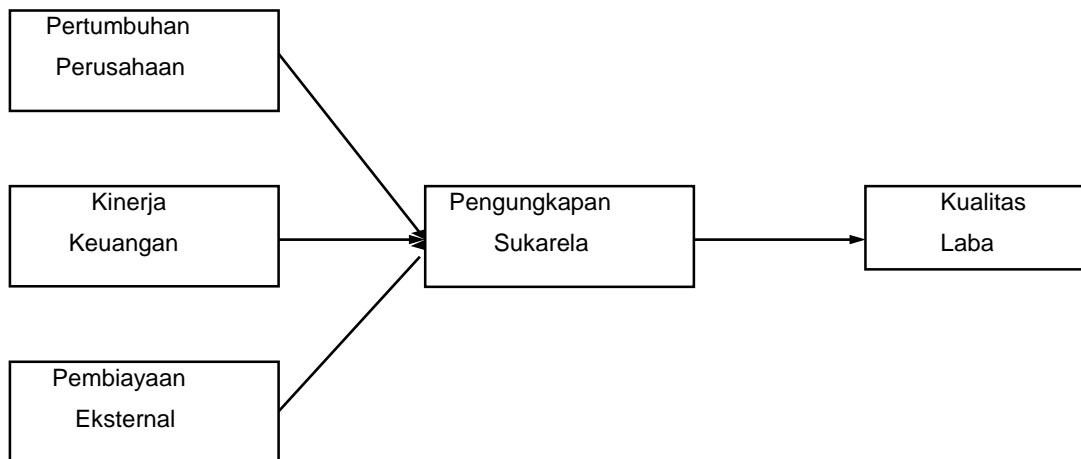 Pertumbuhan
Perusahaan
Kinerja
Keuangan
Pengungkapan
Sukarela
Kualitas
Laba
Pembiayaan
Eksternal